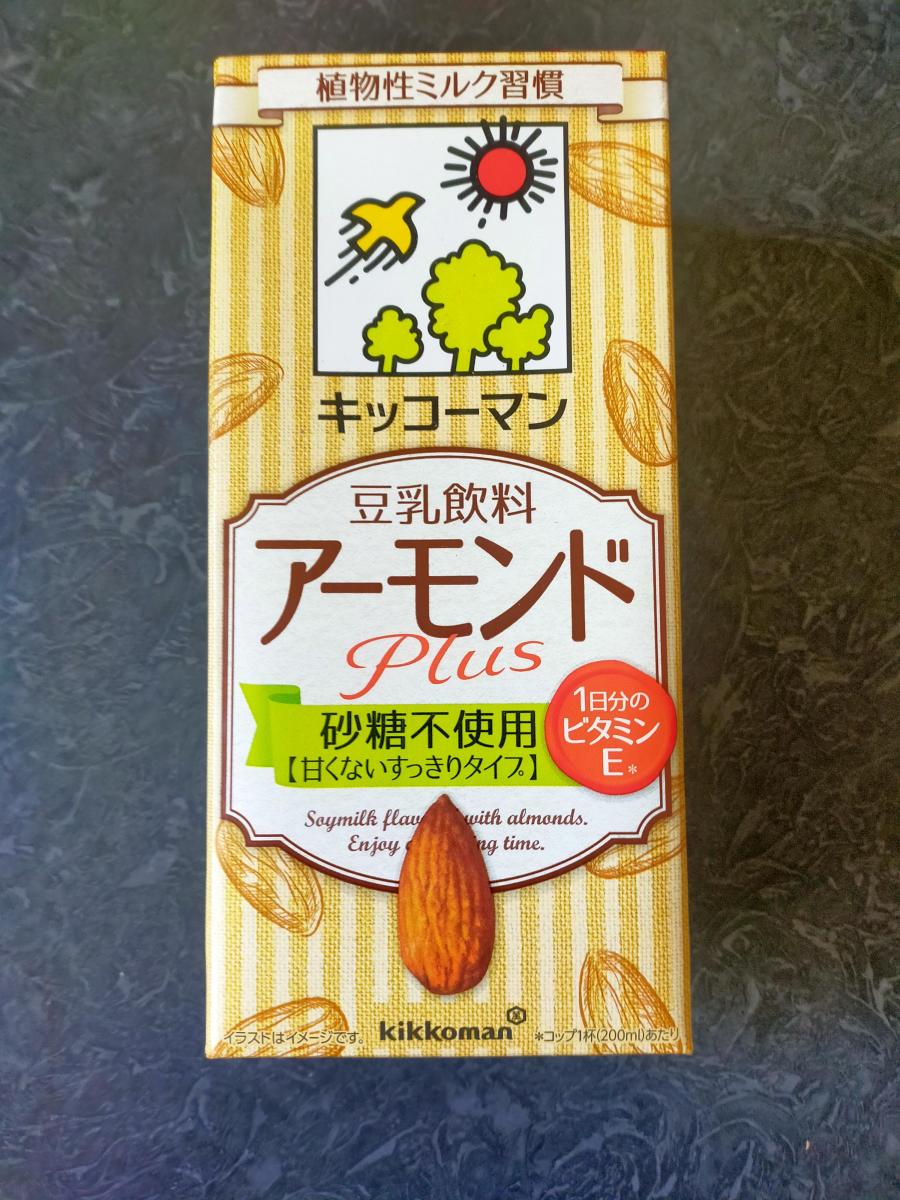 植物性ミルク習慣
キッコーマン
豆乳飲料
アーモンド
Plus
砂糖不使用
【甘くないすっきりタイプ】
1日分の
ビタミン
E*
Soymilk with almonds.
Enjoy time.
イラストはイメージです。 kikkoman *コップ1杯(200ml)あたり